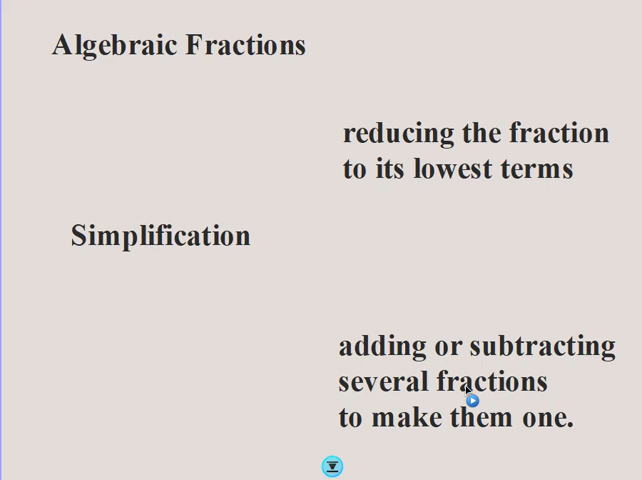 Algebraic Fractions
reducing the fraction
to its lowest terms
Simplification
adding or subtracting
several fractions
to make them one.